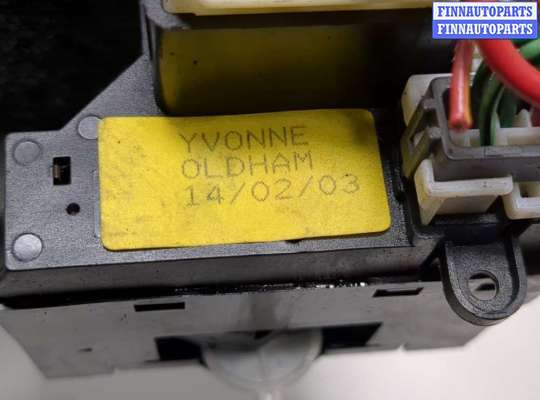 FINNAUTOPARTS
FINNAUTOPARTS
YVONNE
OLDHAM
14/02/03